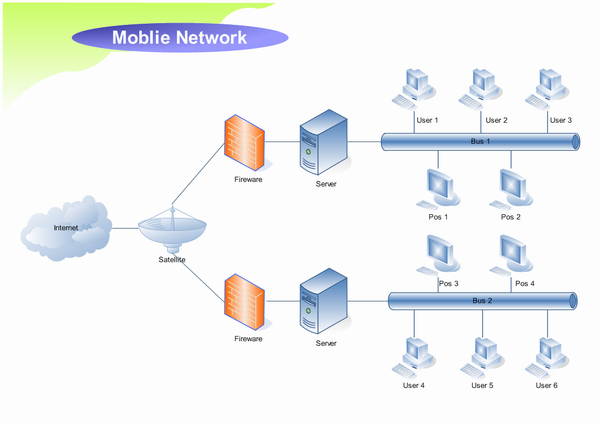 Moblie Network
User 1
User 2
User 3
Bus 1
Fireware
Server
Pos 1
Pos 2
Internet
Satellite
Pos 3
Pos 4
Bus 2
Fireware
Server
User 4
User 5
User 6